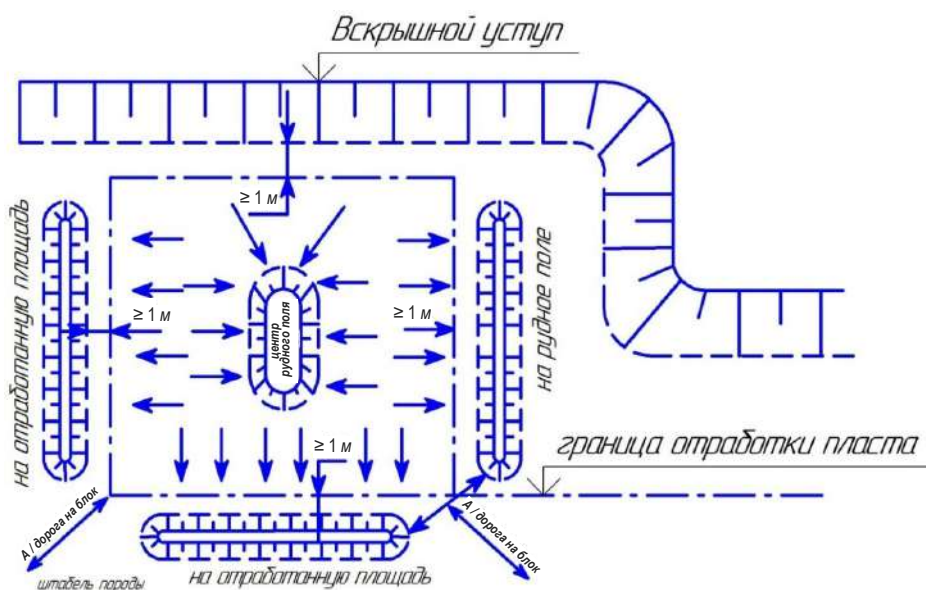 Вскрышной уступ
≥ 1 м
на отработанную площадь
≥ 1 м
центр
рудного поля
≥ 1 м
на рудное поле
≥ 1 м
граница отработки пласта
А / дорога на блок
А / дорога на блок
штабель парады
на отработанную площадь